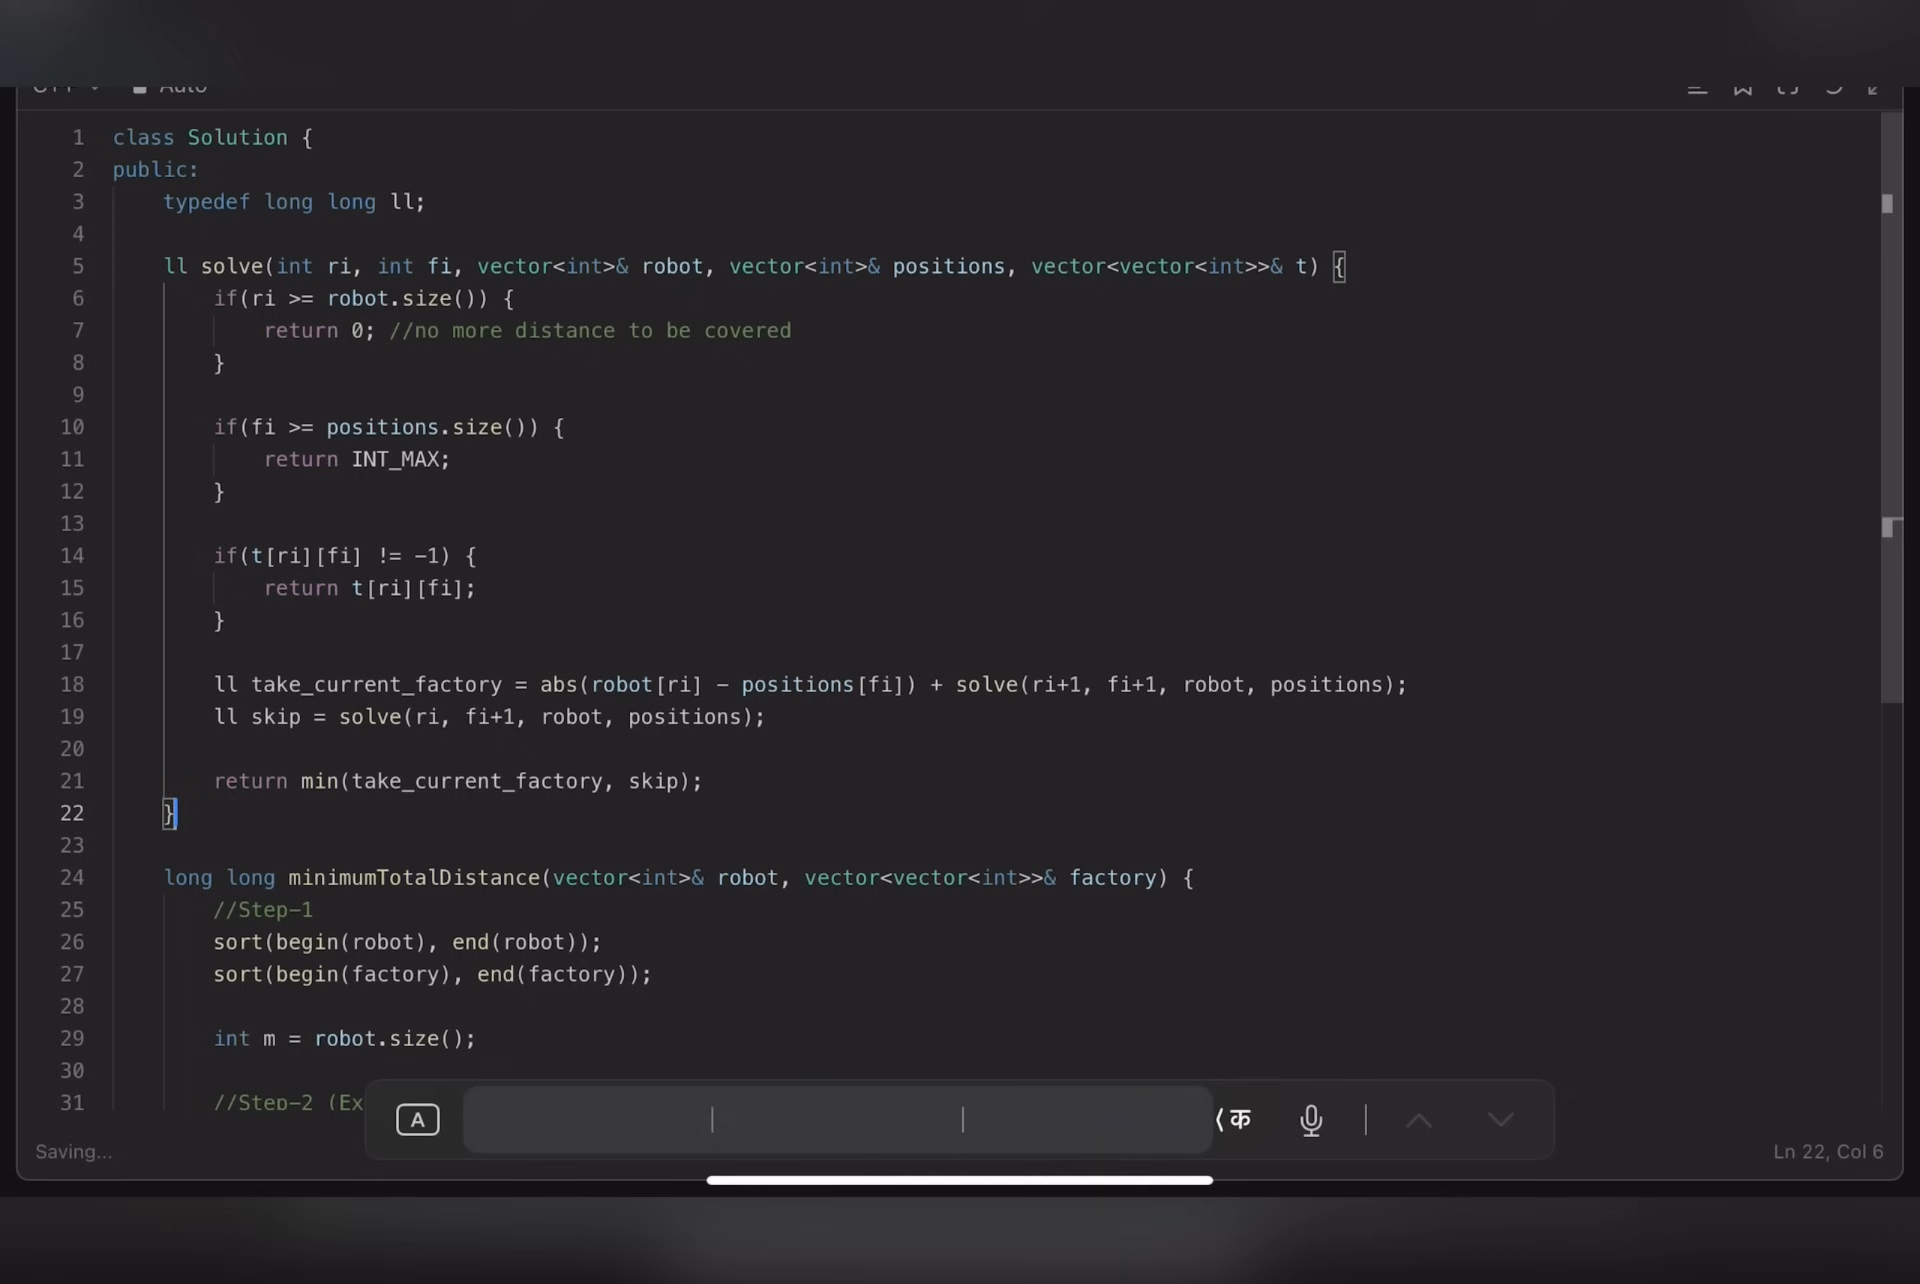 Auto
1 class Solution {
2 public:
3 typedef long long ll;
4
5 ll solve(int ri, int fi, vector<int>& robot, vector<int>& positions, vector<vector<int>>& t) {
6 if(ri >= robot.size()) {
7 return 0; //no more distance to be covered
8 }
9
10 if(fi >= positions.size()) {
11 return INT_MAX;
12 }
13
14 if(t[ri][fi] != -1) {
15 return t[ri][fi];
16 }
17
18 ll take_current_factory = abs(robot[ri] - positions[fi]) + solve(ri+1, fi+1, robot, positions);
19 ll skip = solve(ri, fi+1, robot, positions);
20
21 return min(take_current_factory, skip);
22 }
23
24 long long minimumTotalDistance(vector<int>& robot, vector<vector<int>>& factory) {
25 //Step-1
26 sort(begin(robot), end(robot));
27 sort(begin(factory), end(factory));
28
29 int m = robot.size();
30
31 //Step-2 (Ex
A
क
Saving...
Ln 22, Col 6